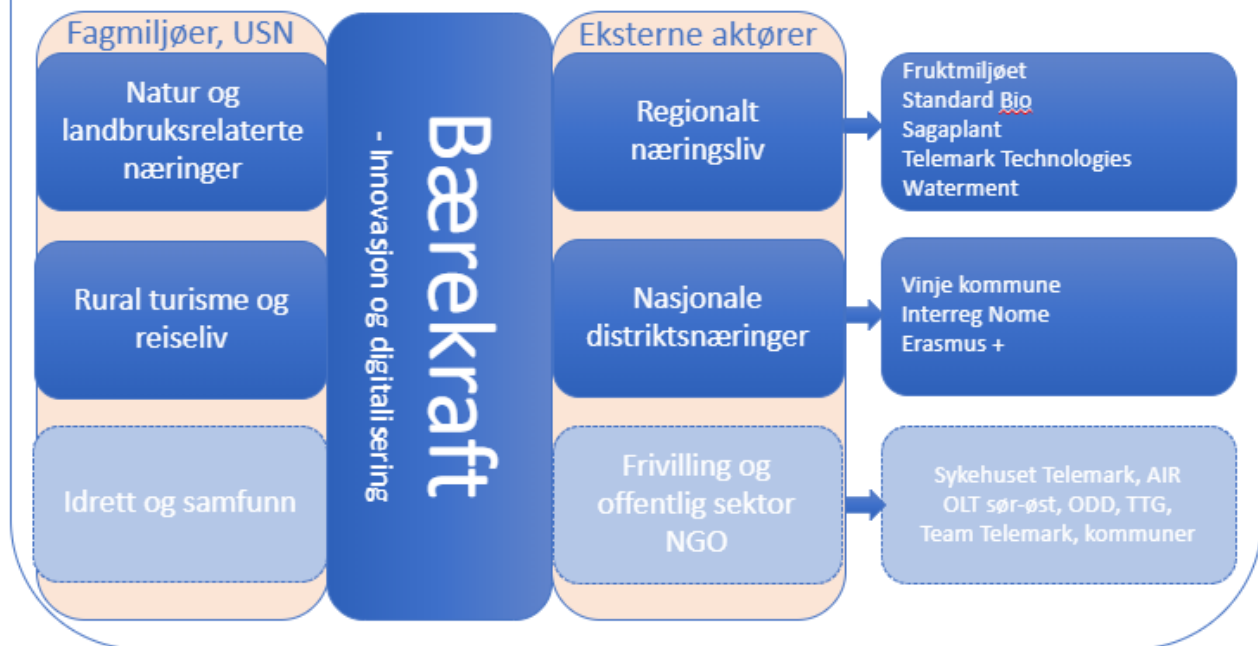 Fagmiljøer, USN
Natur og
landbruksrelaterte
næringer
Rural turisme og
reiseliv
Idrett og samfunn
Bærekraft
- Innovasjon og digitalisering
Eksterne aktører
Regionalt
næringsliv
Nasjonale
distriktsnæringer
Frivilling og
offentlig sektor
NGO
Fruktmiljøet
Standard Bio
Sagaplant
Telemark Technologies
Waterment
Vinje kommune
Interreg Nome
Erasmus +
Sykehuset Telemark, AIR
OLT sør-øst, ODD, TTG,
Team Telemark, kommuner